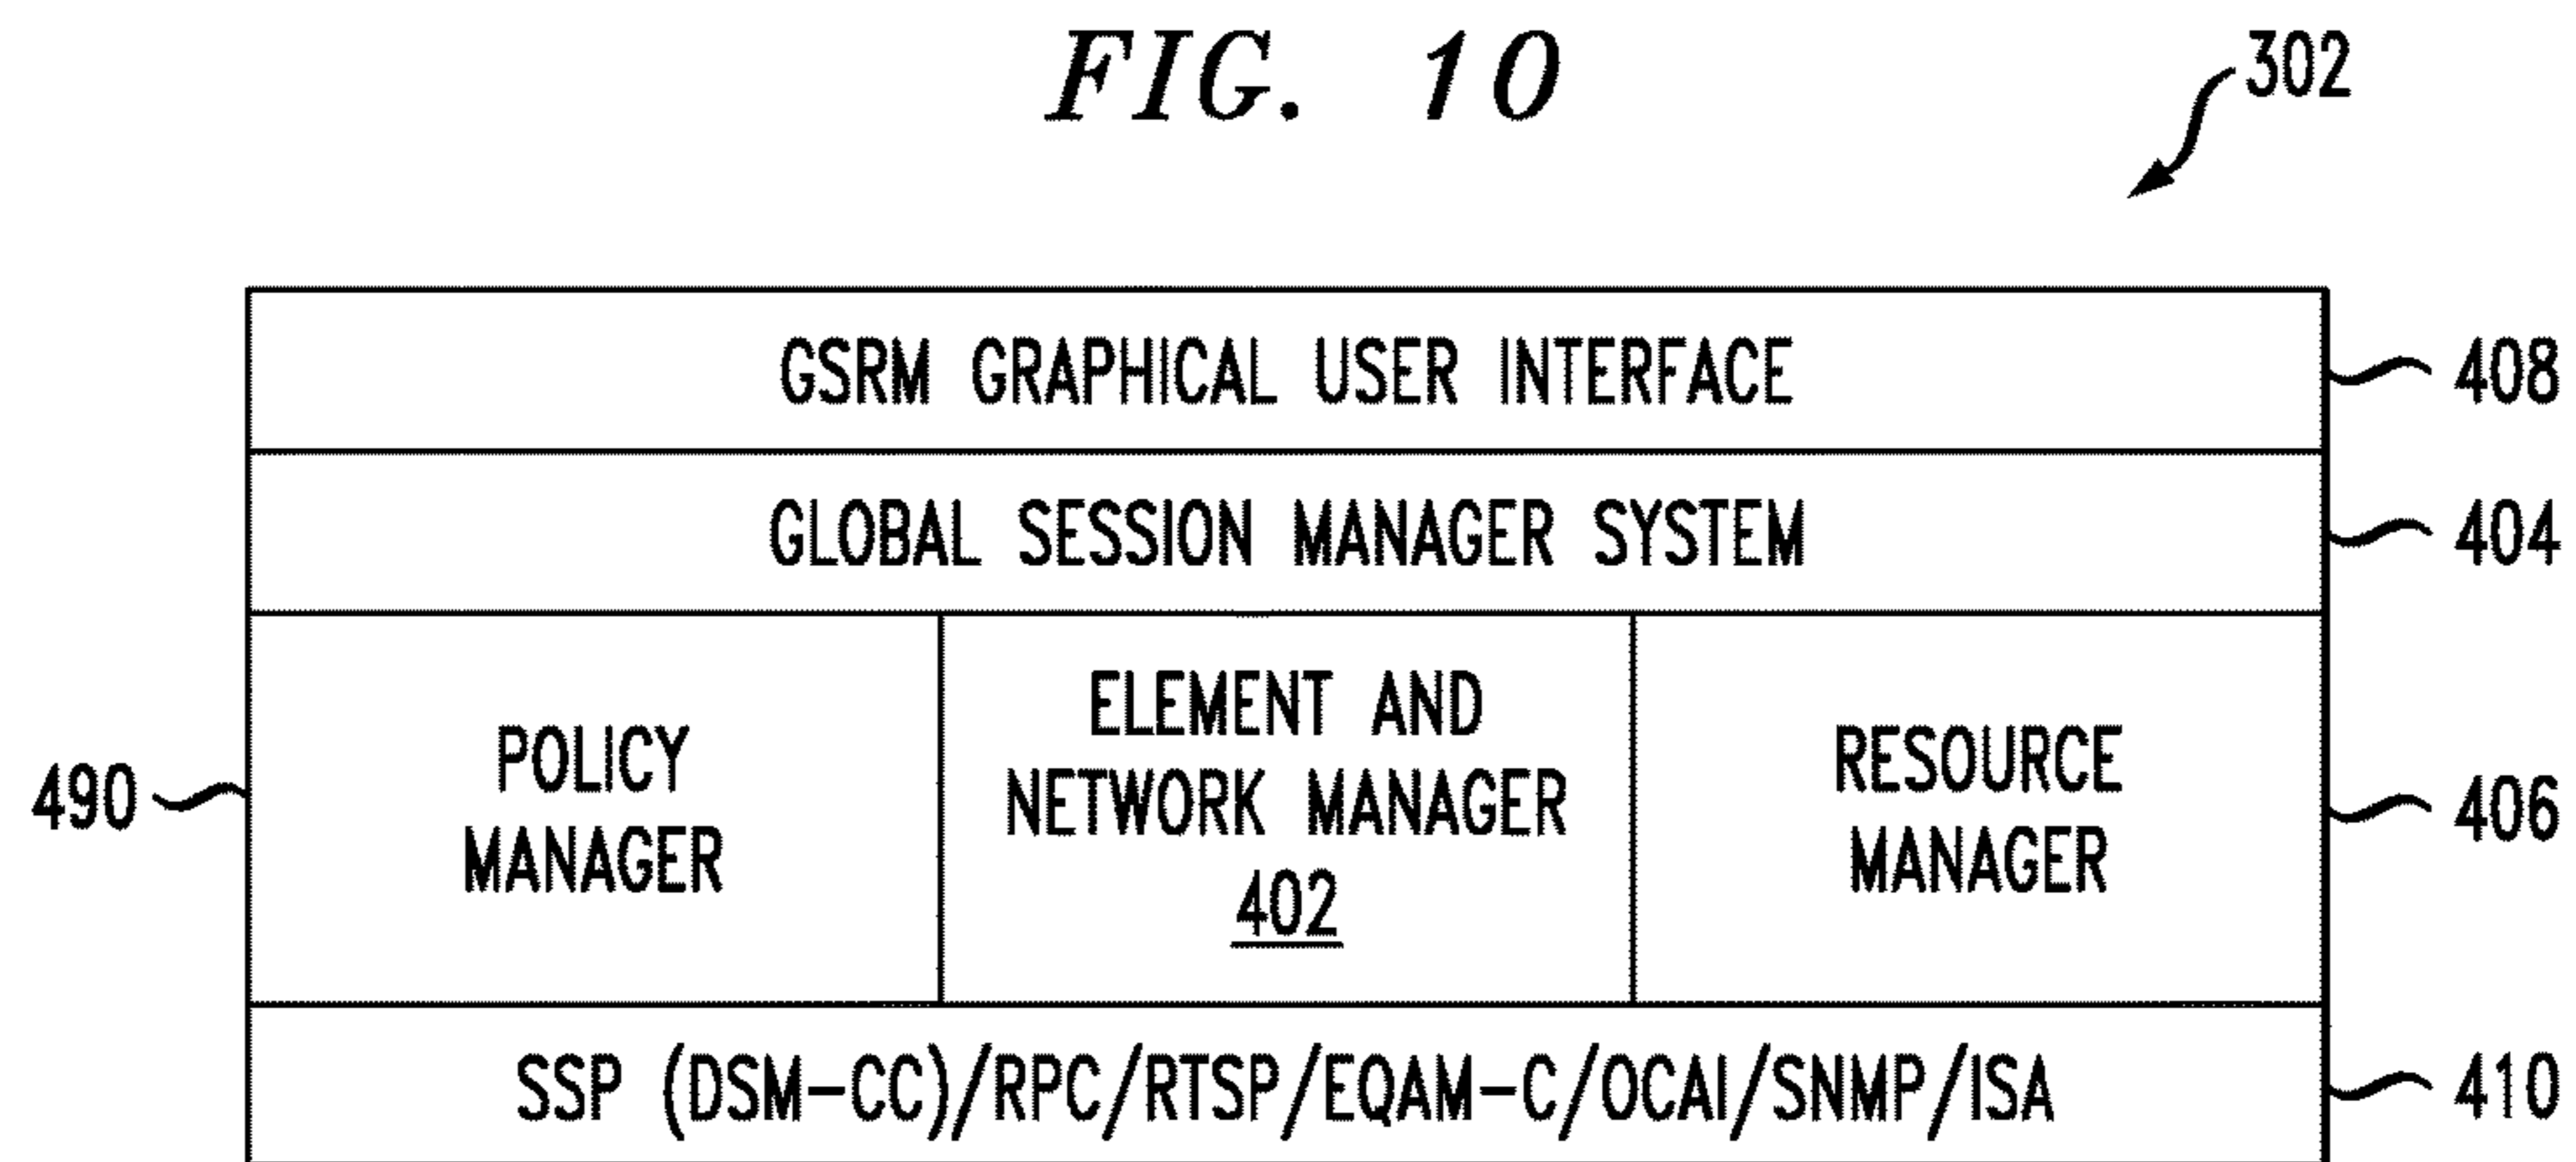 FIG. 10
302
GSRM GRAPHICAL USER INTERFACE
408
GLOBAL SESSION MANAGER SYSTEM
404
490
POLICY
MANAGER
ELEMENT AND
NETWORK MANAGER
402
RESOURCE
MANAGER
406
SSP (DSM-CC)/RPC/RTSP/EQAM-C/OCAI/SNMP/ISA
410